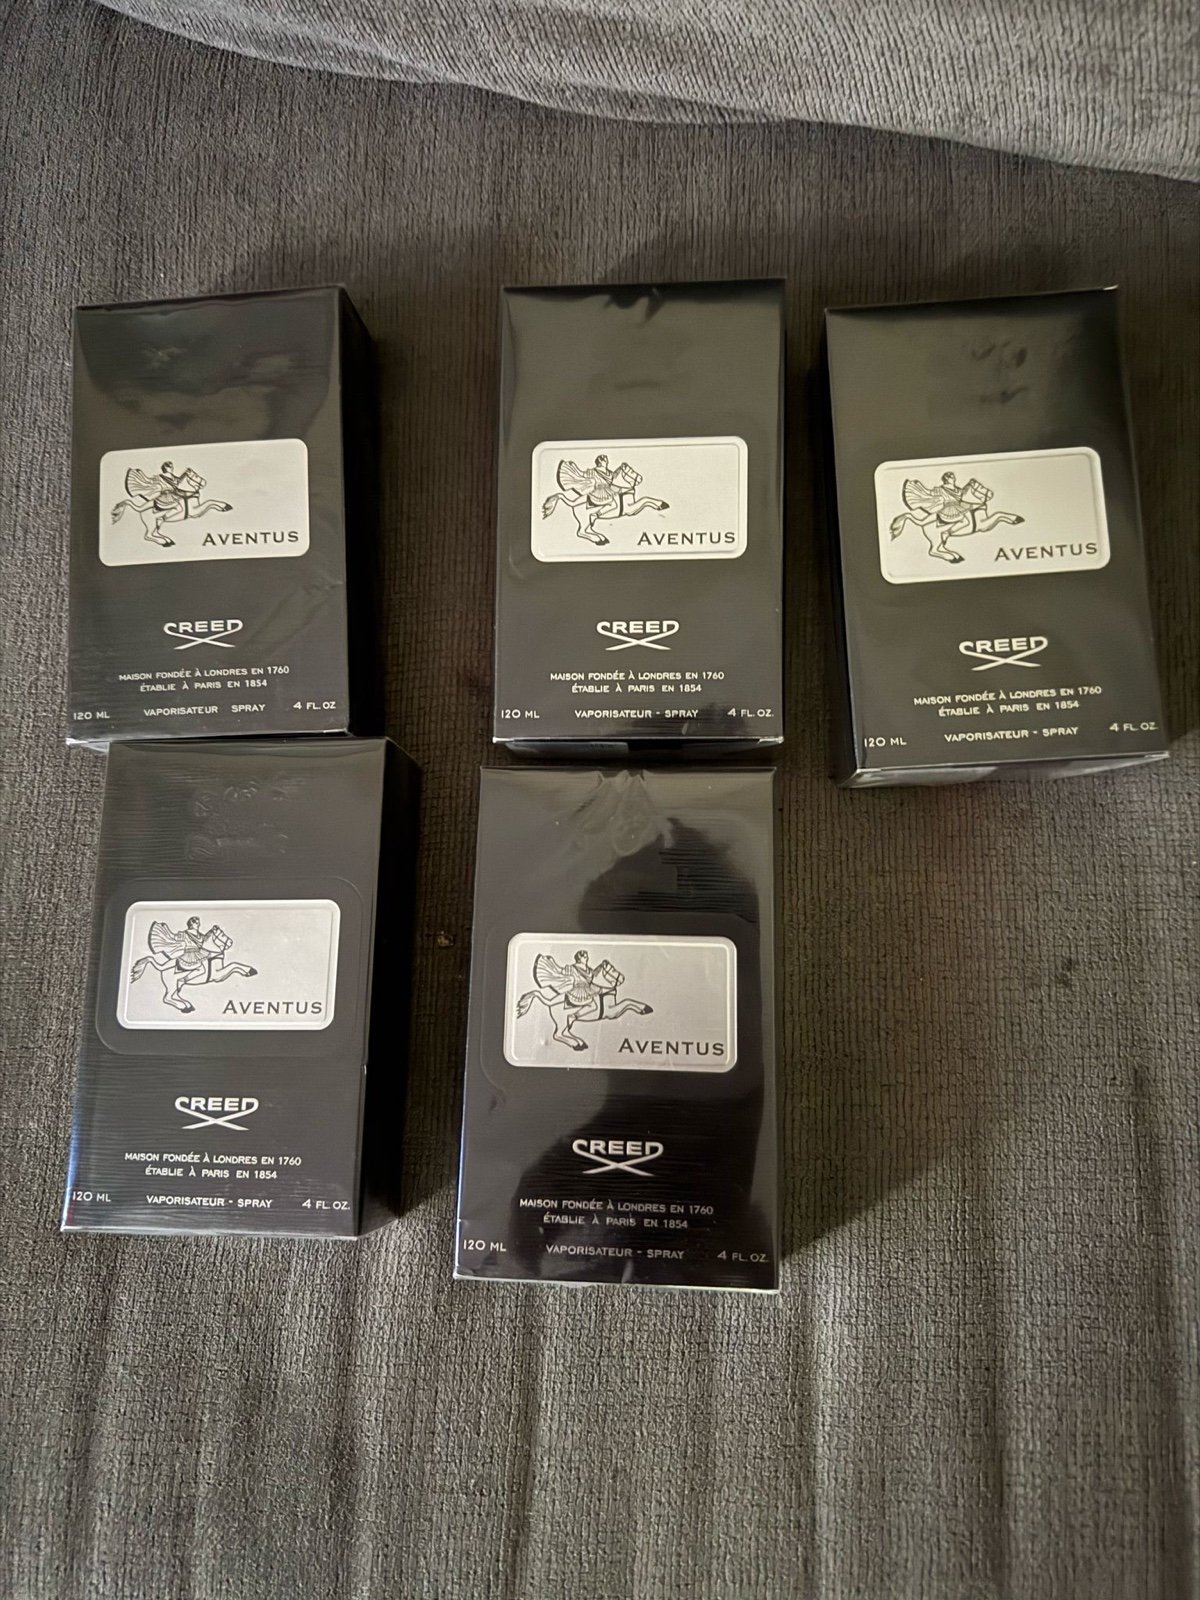 AVENTUS
CREED
MAISON FONDÉE À LONDRES EN 1760
ÉTABLIE À PARIS EN 1854
120 ML VAPORISATEUR SPRAY 4 FL. OZ
AVENTUS
CREED
MAISON FONDÉE À LONDRES EN 1760
ÉTABLIE À PARIS EN 1854
120 ML VAPORISATEUR - SPRAY 4 FL. OZ.
AVENTUS
CREED
MAISON FONDÉE À LONDRES EN 1760
ÉTABLIE À PARIS EN 1854
120 ML VAPORISATEUR - SPRAY 4 FL. OZ.
AVENTUS
CREED
MAISON FONDÉE À LONDRES EN 1760
ÉTABLIE À PARIS EN 1854
120 ML VAPORISATEUR - SPRAY 4 FL. OZ.
AVENTUS
CREED
MAISON FONDÉE À LONDRES EN 1760
ÉTABLIE À PARIS EN 1854
120 ML VAPORISATEUR - SPRAY 4 FL. OZ.